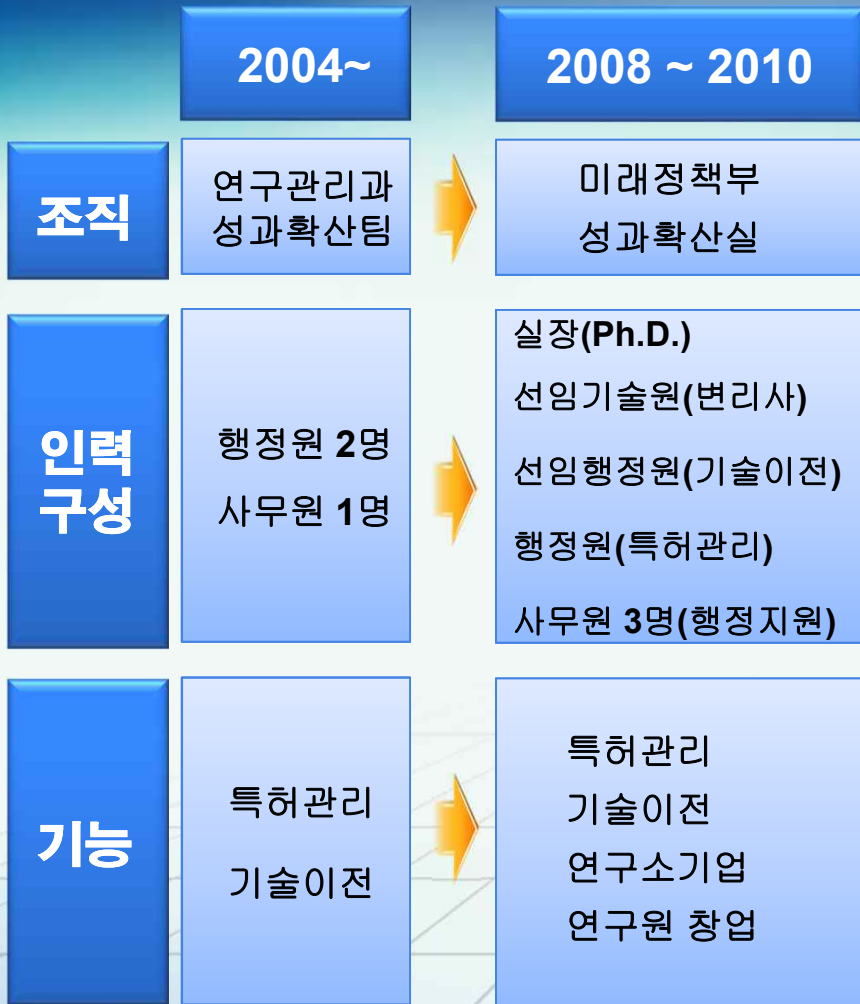 2004~
2008 ~ 2010
조직
연구관리과
성과확산팀
미래정책부
성과확산실
인력
구성
행정원 2명
사무원 1명
실장(Ph.D.)
선임기술원(변리사)
선임행정원(기술이전)
행정원(특허관리)
사무원 3명(행정지원)
기능
특허관리
기술이전
특허관리
기술이전
연구소기업
연구원 창업